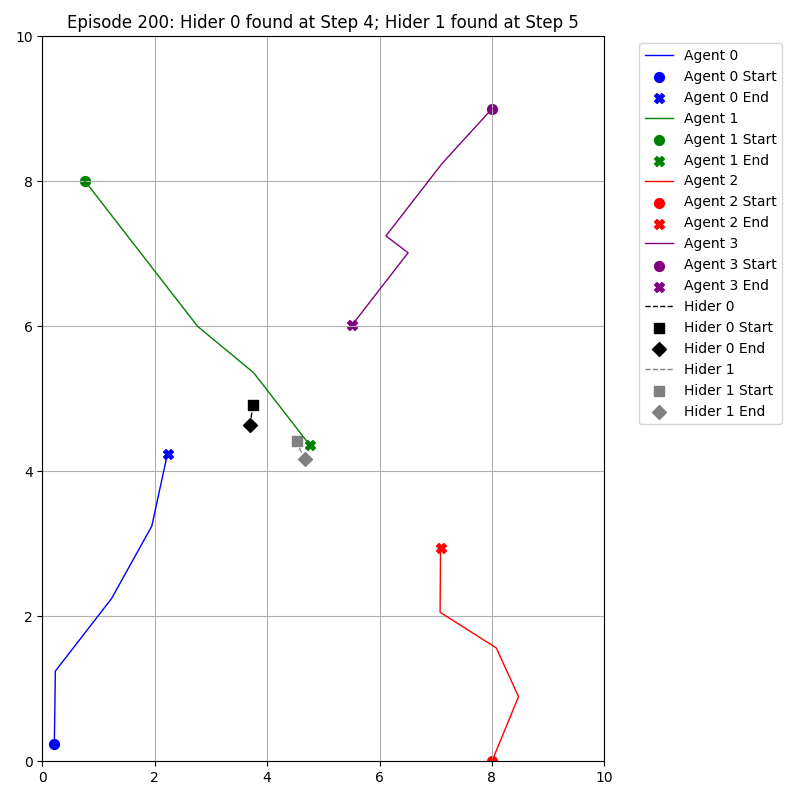 Episode 200: Hider 0 found at Step 4; Hider 1 found at Step 5
10
8
6
4
2
0
0 2 4 6 8 10
Agent 0
Agent 0 Start
Agent 0 End
Agent 1
Agent 1 Start
Agent 1 End
Agent 2
Agent 2 Start
Agent 2 End
Agent 3
Agent 3 Start
Agent 3 End
Hider 0
Hider 0 Start
Hider 0 End
Hider 1
Hider 1 Start
Hider 1 End